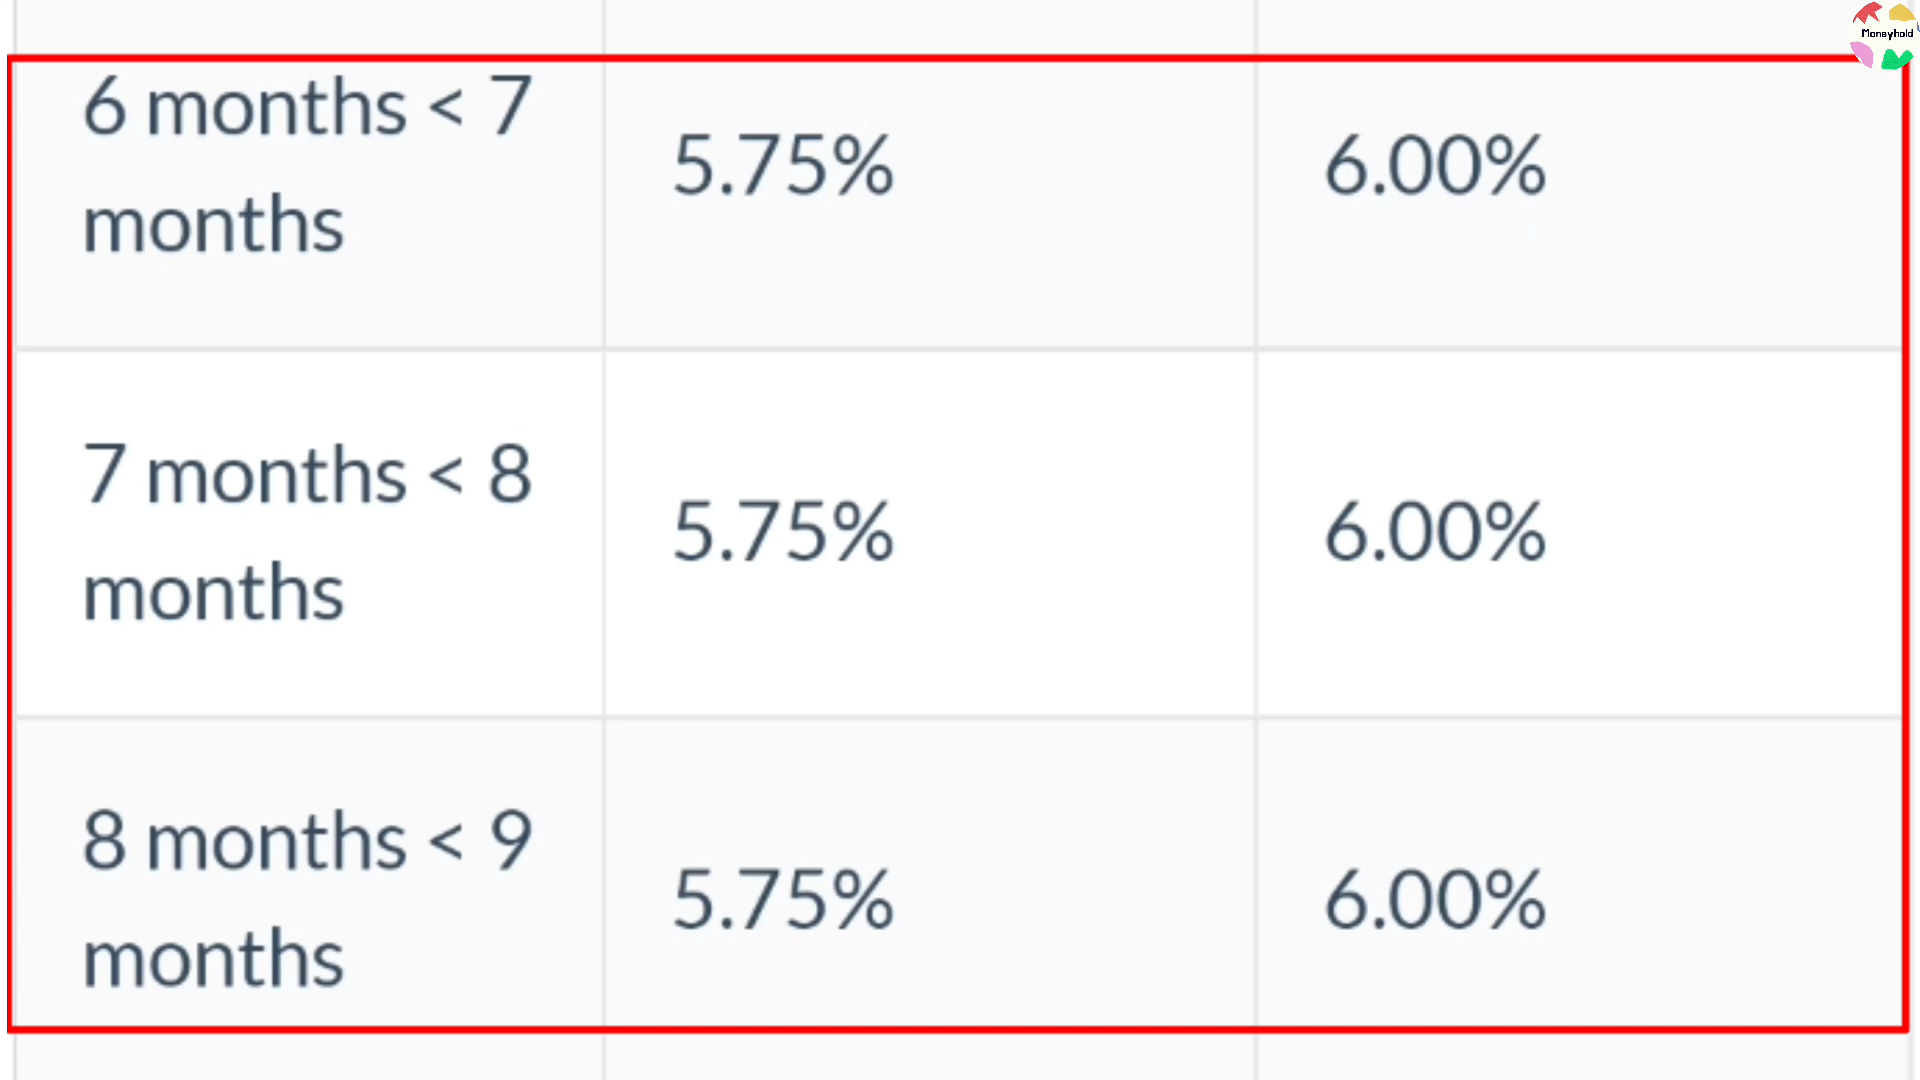 Moneyhold
6 months < 7
months
5.75%
6.00%
7 months < 8
months
5.75%
6.00%
8 months < 9
months
5.75%
6.00%